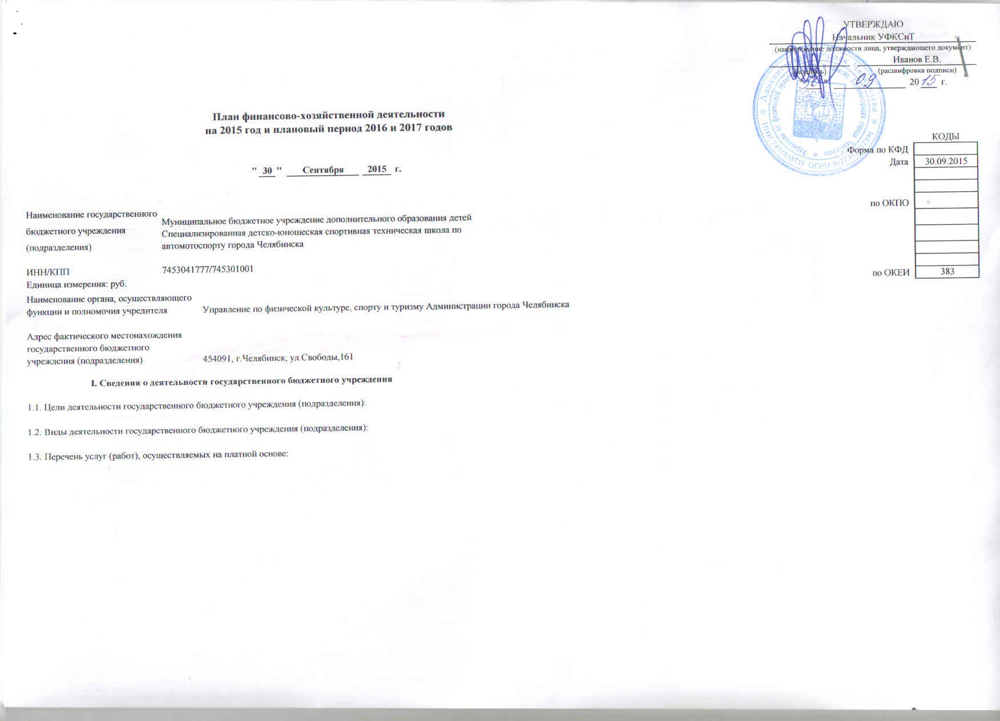 УТВЕРЖДАЮ
Начальник УФКСиТ
(наименование должности лица, утверждающего документ)
Иванов Е.В.
(подпись) (расшифровка подписи)
"30" 09 2015 г.
План финансово-хозяйственной деятельности
на 2015 год и плановый период 2016 и 2017 годов
" 30 " Сентября 2015 г.
КОДЫ
Форма по КФД
Дата 30.09.2015
по ОКПО
по ОКЕИ 383
Наименование государственного
бюджетного учреждения
(подразделения)
Муниципальное бюджетное учреждение дополнительного образования детей
Специализированная детско-юношеская спортивная техническая школа по
автомотоспорту города Челябинска
ИНН/КПП 7453041777/745301001
Единица измерения: руб.
Наименование органа, осуществляющего
функции и полномочия учредителя Управление по физической культуре, спорту и туризму Администрации города Челябинска
Адрес фактического местонахождения
государственного бюджетного
учреждения (подразделения) 454091, г.Челябинск, ул.Свободы,161
I. Сведения о деятельности государственного бюджетного учреждения
1.1. Цели деятельности государственного бюджетного учреждения (подразделения):
1.2. Виды деятельности государственного бюджетного учреждения (подразделения):
1.3. Перечень услуг (работ), осуществляемых на платной основе: